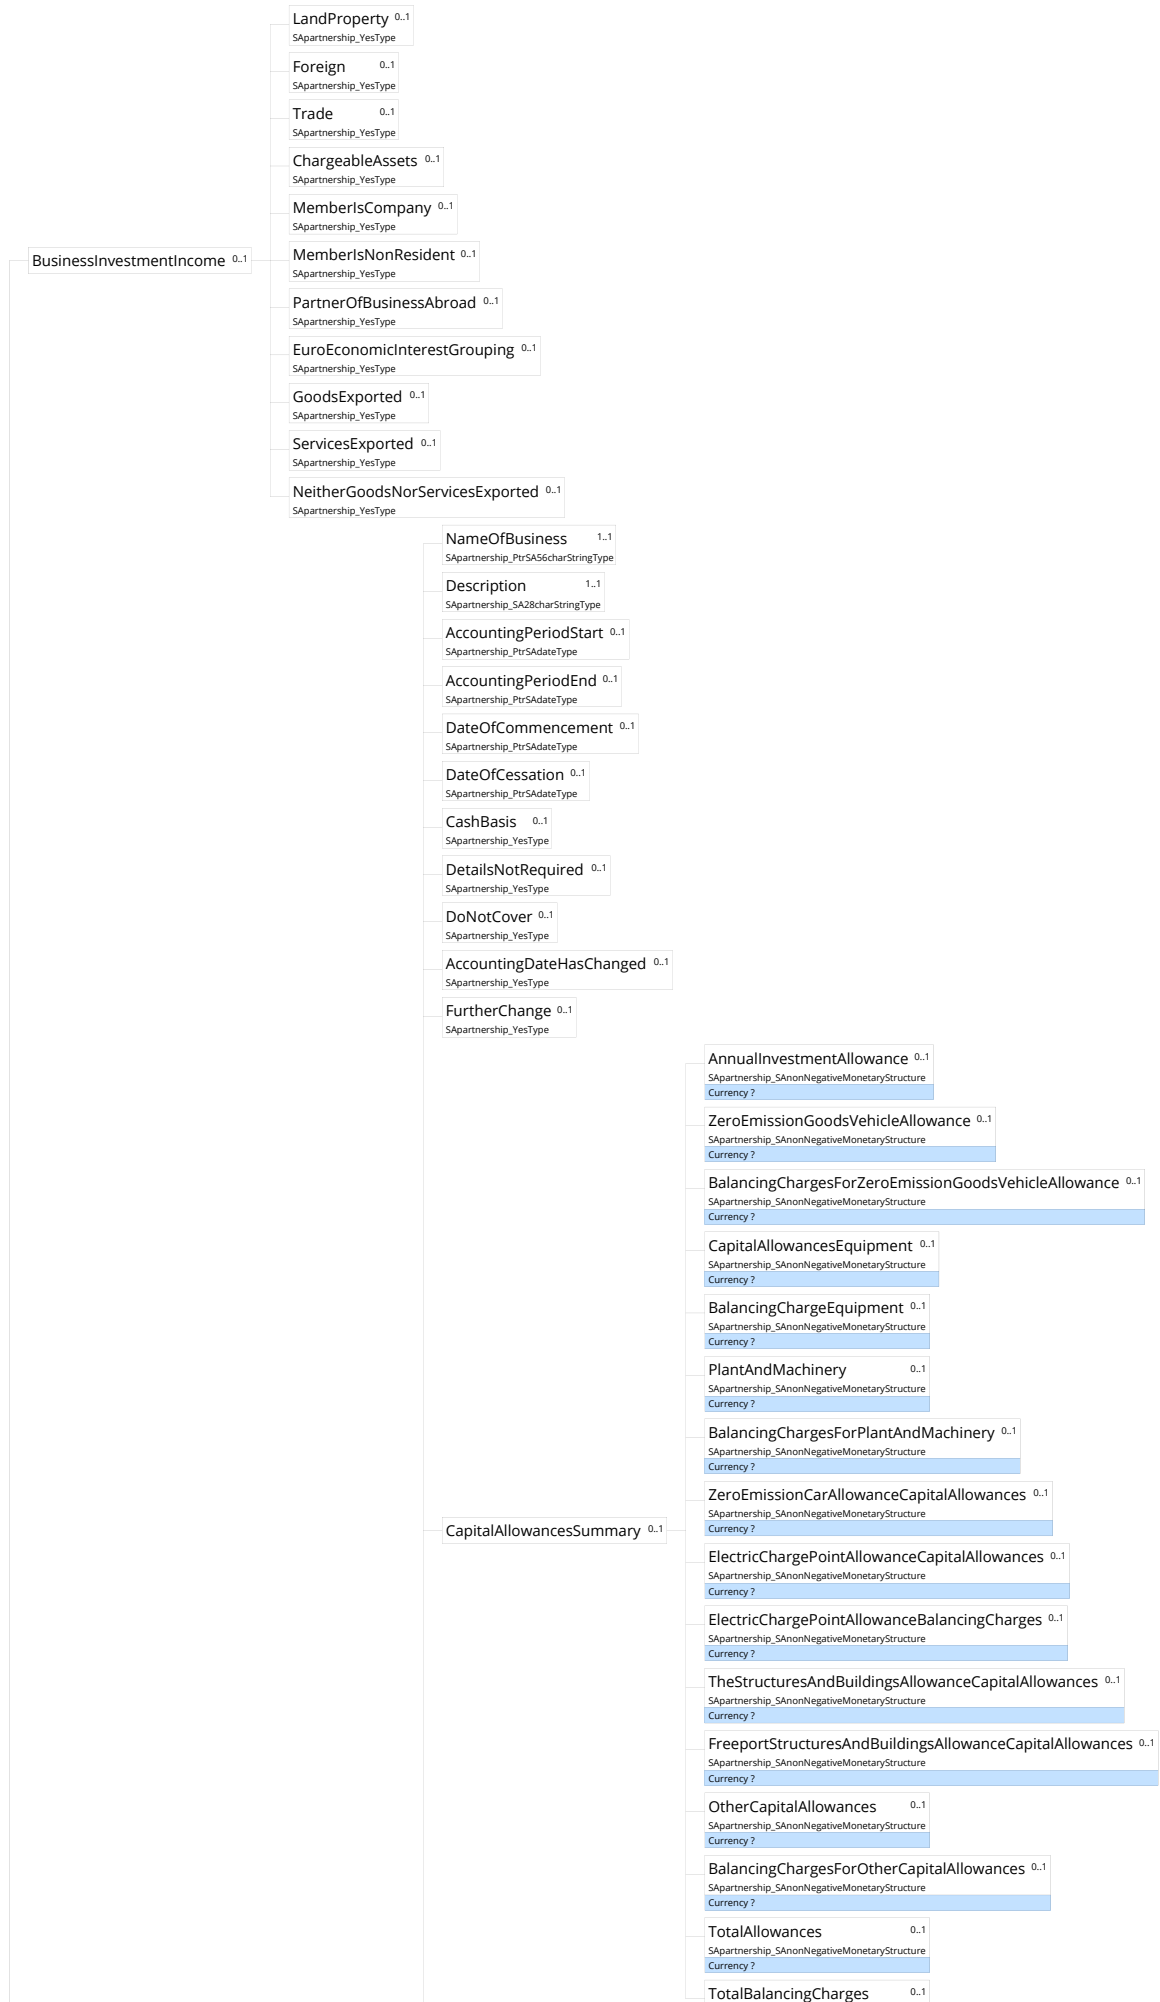 LandProperty 0..1
SApartnership_YesType
Foreign 0..1
SApartnership_YesType
Trade 0..1
SApartnership_YesType
ChargeableAssets 0..1
SApartnership_YesType
MemberIsCompany 0..1
SApartnership_YesType
BusinessInvestmentIncome 0..1
MemberIsNonResident 0..1
SApartnership_YesType
PartnerOfBusinessAbroad 0..1
SApartnership_YesType
EuroEconomicInterestGrouping 0..1
SApartnership_YesType
GoodsExported 0..1
SApartnership_YesType
ServicesExported 0..1
SApartnership_YesType
NeitherGoodsNorServicesExported 0..1
SApartnership_YesType
NameOfBusiness 1..1
SApartnership_PtrSA56charStringType
Description 1..1
SApartnership_SA28charStringType
AccountingPeriodStart 0..1
SApartnership_PtrSAdateType
AccountingPeriodEnd 0..1
SApartnership_PtrSAdateType
DateOfCommencement 0..1
SApartnership_PtrSAdateType
DateOfCessation 0..1
SApartnership_PtrSAdateType
CashBasis 0..1
SApartnership_YesType
DetailsNotRequired 0..1
SApartnership_YesType
DoNotCover 0..1
SApartnership_YesType
AccountingDateHasChanged 0..1
SApartnership_YesType
FurtherChange 0..1
SApartnership_YesType
AnnualInvestmentAllowance 0..1
SApartnership_SAnonNegativeMonetaryStructure
Currency ?
ZeroEmissionGoodsVehicleAllowance 0..1
SApartnership_SAnonNegativeMonetaryStructure
Currency ?
BalancingChargesForZeroEmissionGoodsVehicleAllowance 0..1
SApartnership_SAnonNegativeMonetaryStructure
Currency ?
CapitalAllowancesEquipment 0..1
SApartnership_SAnonNegativeMonetaryStructure
Currency ?
BalancingChargeEquipment 0..1
SApartnership_SAnonNegativeMonetaryStructure
Currency ?
PlantAndMachinery 0..1
SApartnership_SAnonNegativeMonetaryStructure
Currency ?
BalancingChargesForPlantAndMachinery 0..1
SApartnership_SAnonNegativeMonetaryStructure
Currency ?
ZeroEmissionCarAllowanceCapitalAllowances 0..1
SApartnership_SAnonNegativeMonetaryStructure
Currency ?
CapitalAllowancesSummary 0..1
ElectricChargePointAllowanceCapitalAllowances 0..1
SApartnership_SAnonNegativeMonetaryStructure
Currency ?
ElectricChargePointAllowanceBalancingCharges 0..1
SApartnership_SAnonNegativeMonetaryStructure
Currency ?
TheStructuresAndBuildingsAllowanceCapitalAllowances 0..1
SApartnership_SAnonNegativeMonetaryStructure
Currency ?
FreeportStructuresAndBuildingsAllowanceCapitalAllowances 0..1
SApartnership_SAnonNegativeMonetaryStructure
Currency ?
OtherCapitalAllowances 0..1
SApartnership_SAnonNegativeMonetaryStructure
Currency ?
BalancingChargesForOtherCapitalAllowances 0..1
SApartnership_SAnonNegativeMonetaryStructure
Currency ?
TotalAllowances 0..1
SApartnership_SAnonNegativeMonetaryStructure
Currency ?
TotalBalancingCharges 0..1